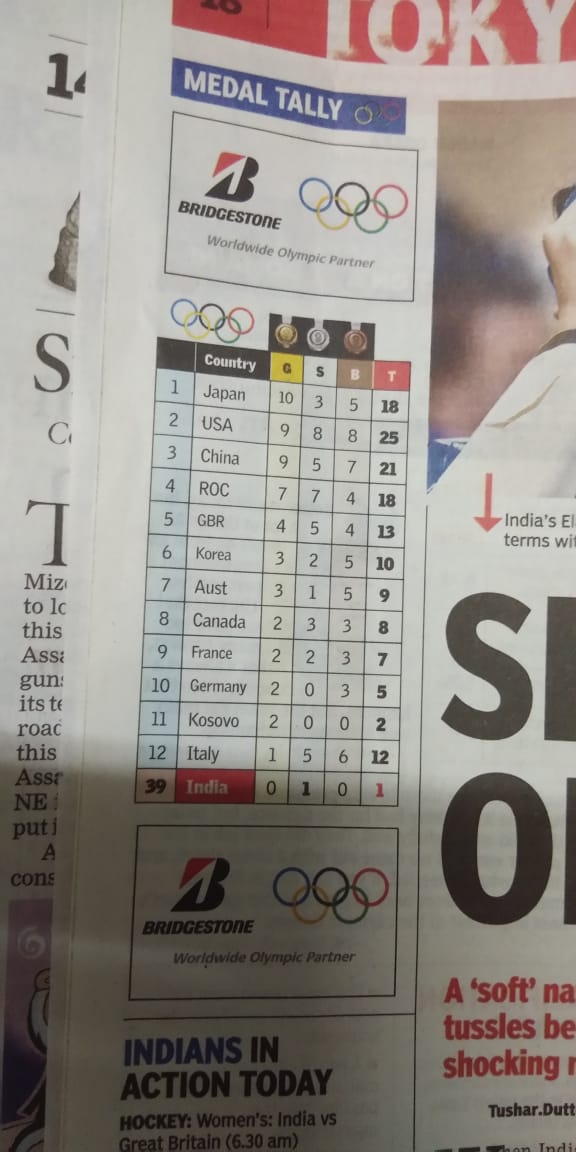 18
TOKY
14
MEDAL TALLY
BRIDGESTONE
Worldwide Olympic Partner
Country G S B T
1 Japan 10 3 5 18
2 USA 9 8 8 25
3 China 9 5 7 21
4 ROC 7 7 4 18
5 GBR 4 5 4 13
6 Korea 3 2 5 10
7 Aust 3 1 5 9
8 Canada 2 3 3 8
9 France 2 2 3 7
10 Germany 2 0 3 5
11 Kosovo 2 0 0 2
12 Italy 1 5 6 12
39 India 0 1 0 1
BRIDGESTONE
Worldwide Olympic Partner
INDIANS IN
ACTION TODAY
HOCKEY: Women's: India vs
Great Britain (6.30 am)
S
T
Miz
to lo
this
Assa
guns
its te
road
this
Assa
NE
put i
A
cons
India's El
terms wi
A 'soft' na
tussles be
shocking
Tushar.Dutt